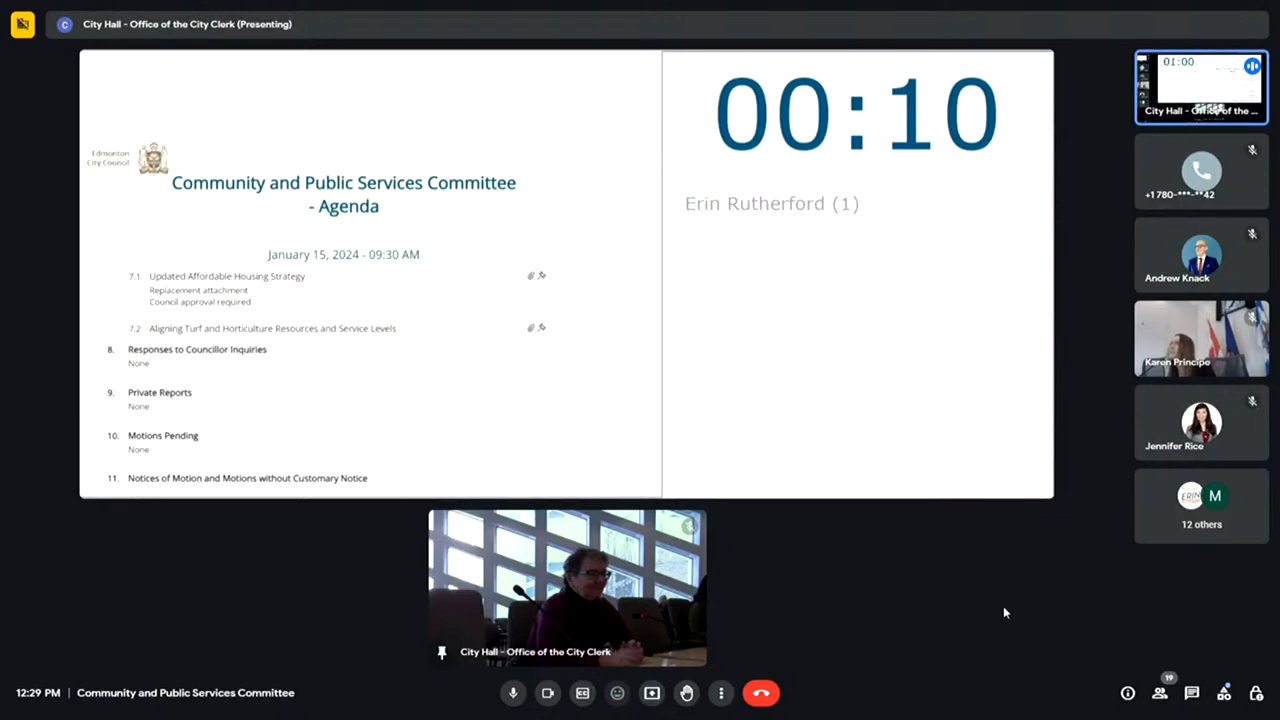 City Hall - Office of the City Clerk (Presenting)
C
Edmonton
City Council
Community and Public Services Committee
- Agenda
January 15, 2024 - 09:30 AM
7.1 Updated Affordable Housing Strategy
Replacement attachment
Council approval required
7.2 Aligning Turf and Horticulture Resources and Service Levels
8. Responses to Councillor Inquiries
None
9. Private Reports
None
10. Motions Pending
None
11. Notices of Motion and Motions without Customary Notice
00:10
Erin Rutherford (1)
01:00
City Hall - Office of the ...
+1 780-***-**42
Andrew Knack
Karen Principe
Jennifer Rice
ERIN
M
12 others
City Hall - Office of the City Clerk
12:29 PM | Community and Public Services Committee
19